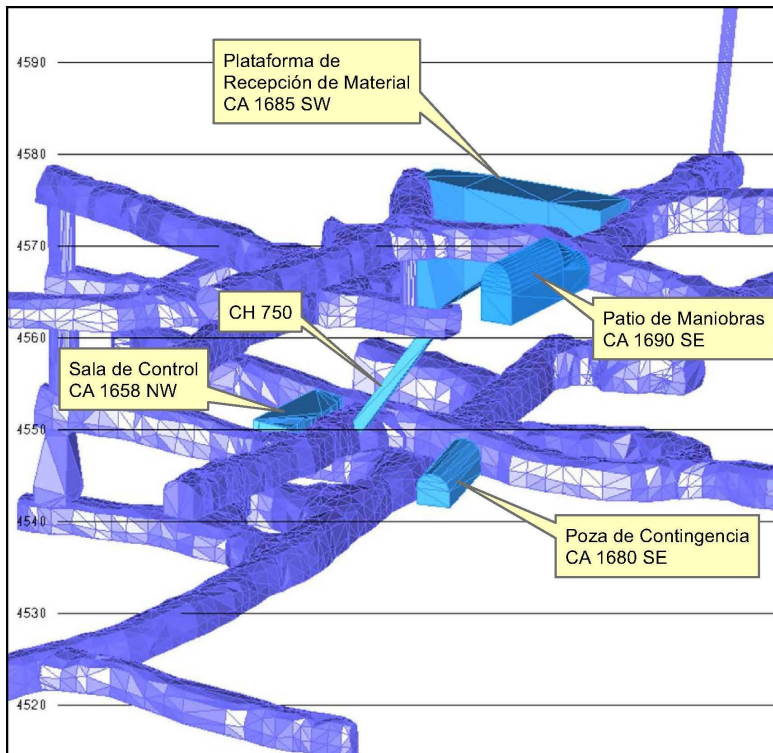 4590
Plataforma de
Recepción de Material
CA 1685 SW
4580
4570
CH 750
Patio de Maniobras
CA 1690 SE
4560
Sala de Control
CA 1658 NW
4550
4540
Poza de Contingencia
CA 1680 SE
4530
4520